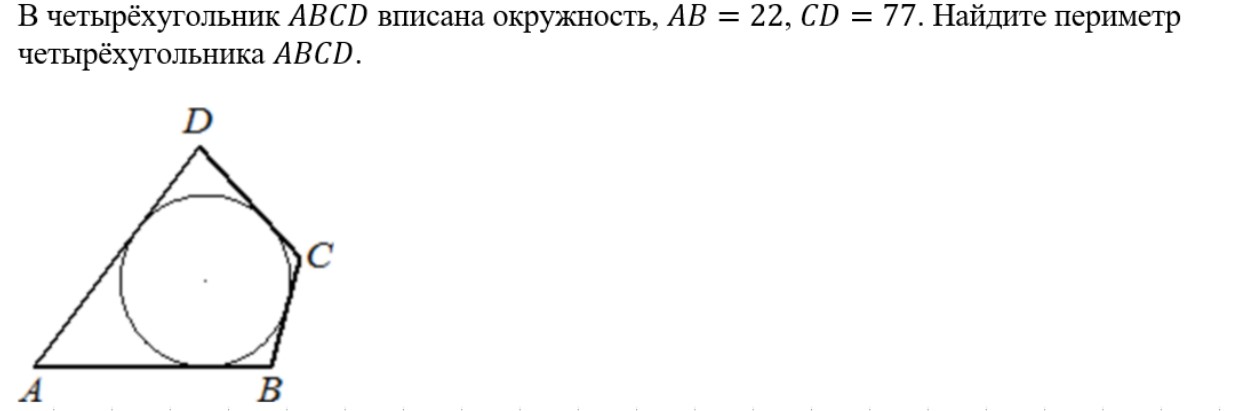 В четырёхугольник ABCD вписана окружность, AB = 22, CD = 77. Найдите периметр
четырёхугольника ABCD.
D
C
A
B